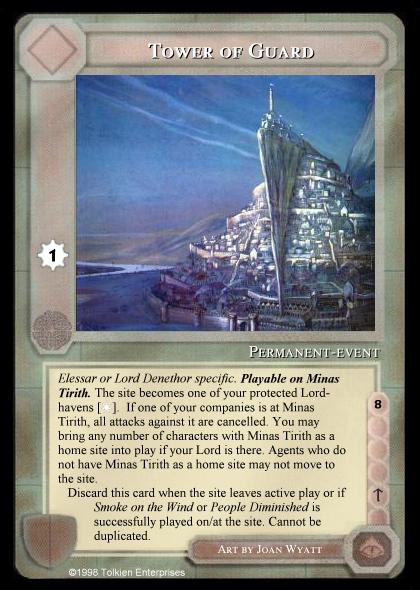 Tower of Guard
1
Permanent-event
Elessar or Lord Denethor specific. Playable on Minas
Tirith. The site becomes one of your protected Lord-
havens [☼]. If one of your companies is at Minas
Tirith, all attacks against it are cancelled. You may
bring any number of characters with Minas Tirith as a
home site into play if your Lord is there. Agents who do
not have Minas Tirith as a home site may not move to
the site.
Discard this card when the site leaves active play or if
Smoke on the Wind or People Diminished is
successfully played on/at the site. Cannot be
duplicated.
8
Art by Joan Wyatt
©1998 Tolkien Enterprises